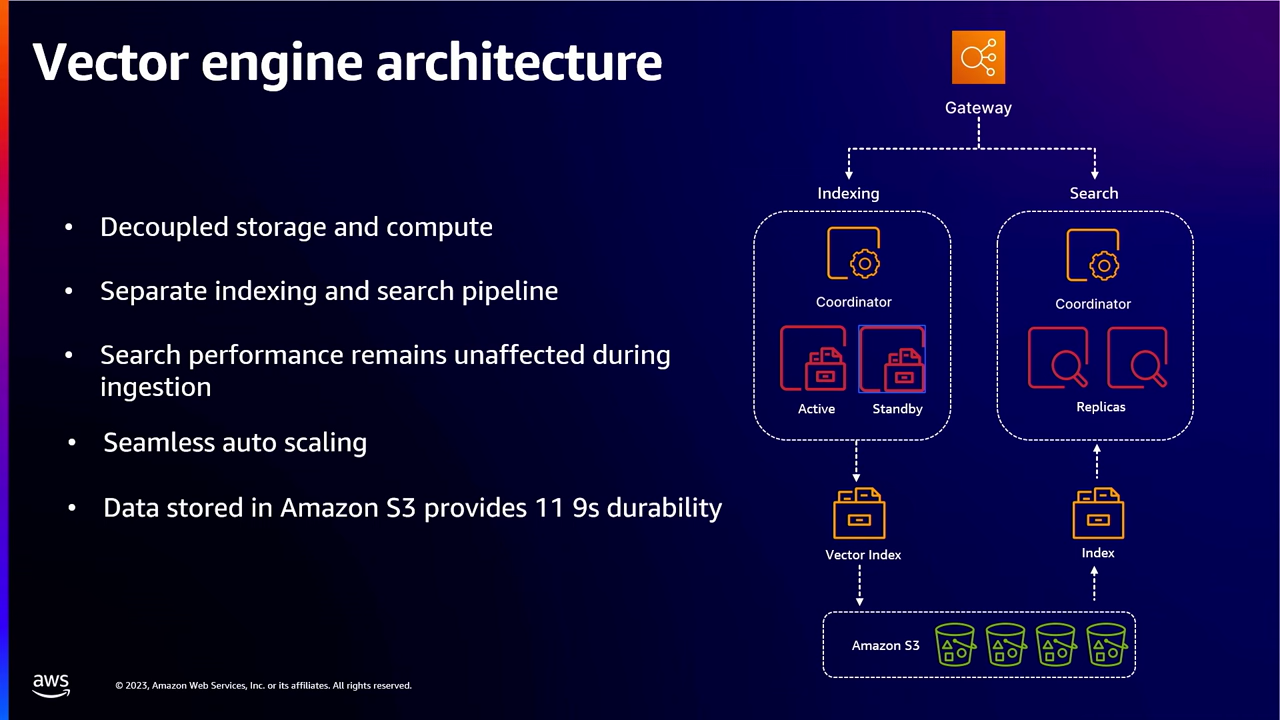 Vector engine architecture
• Decoupled storage and compute
• Separate indexing and search pipeline
• Search performance remains unaffected during
ingestion
• Seamless auto scaling
• Data stored in Amazon S3 provides 11 9s durability
Gateway
Indexing
Search
Coordinator
Coordinator
Active
Standby
Replicas
Vector Index
Index
Amazon S3
aws
© 2023, Amazon Web Services, Inc. or its affiliates. All rights reserved.